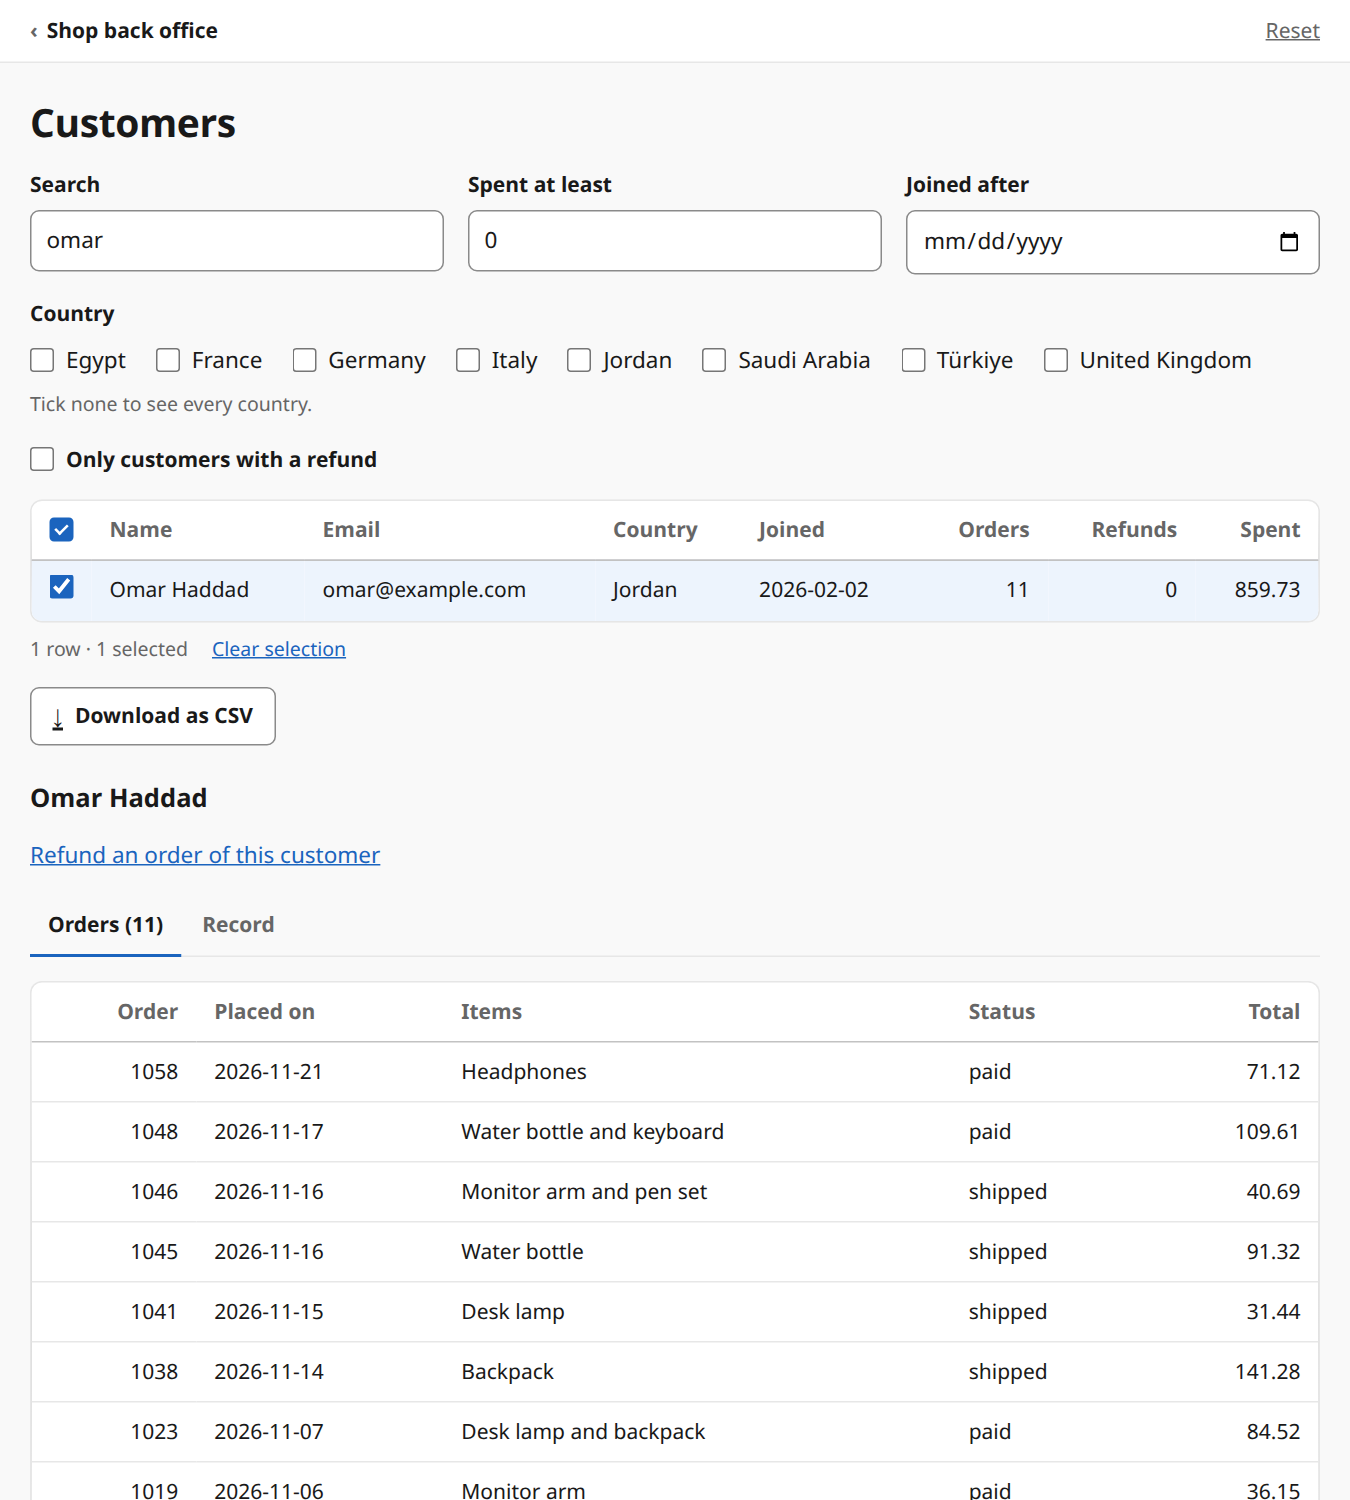 ‹ Shop back office Reset
Customers
Search Spent at least Joined after
omar 0 mm/dd/yyyy
Country
Egypt France Germany Italy Jordan Saudi Arabia Türkiye United Kingdom
Tick none to see every country.
Only customers with a refund
Name Email Country Joined Orders Refunds Spent
Omar Haddad omar@example.com Jordan 2026-02-02 11 0 859.73
1 row · 1 selected Clear selection
Download as CSV
Omar Haddad
Refund an order of this customer
Orders (11) Record
Order Placed on Items Status Total
1058 2026-11-21 Headphones paid 71.12
1048 2026-11-17 Water bottle and keyboard paid 109.61
1046 2026-11-16 Monitor arm and pen set shipped 40.69
1045 2026-11-16 Water bottle shipped 91.32
1041 2026-11-15 Desk lamp shipped 31.44
1038 2026-11-14 Backpack shipped 141.28
1023 2026-11-07 Desk lamp and backpack paid 84.52
1019 2026-11-06 Monitor arm paid 36.15